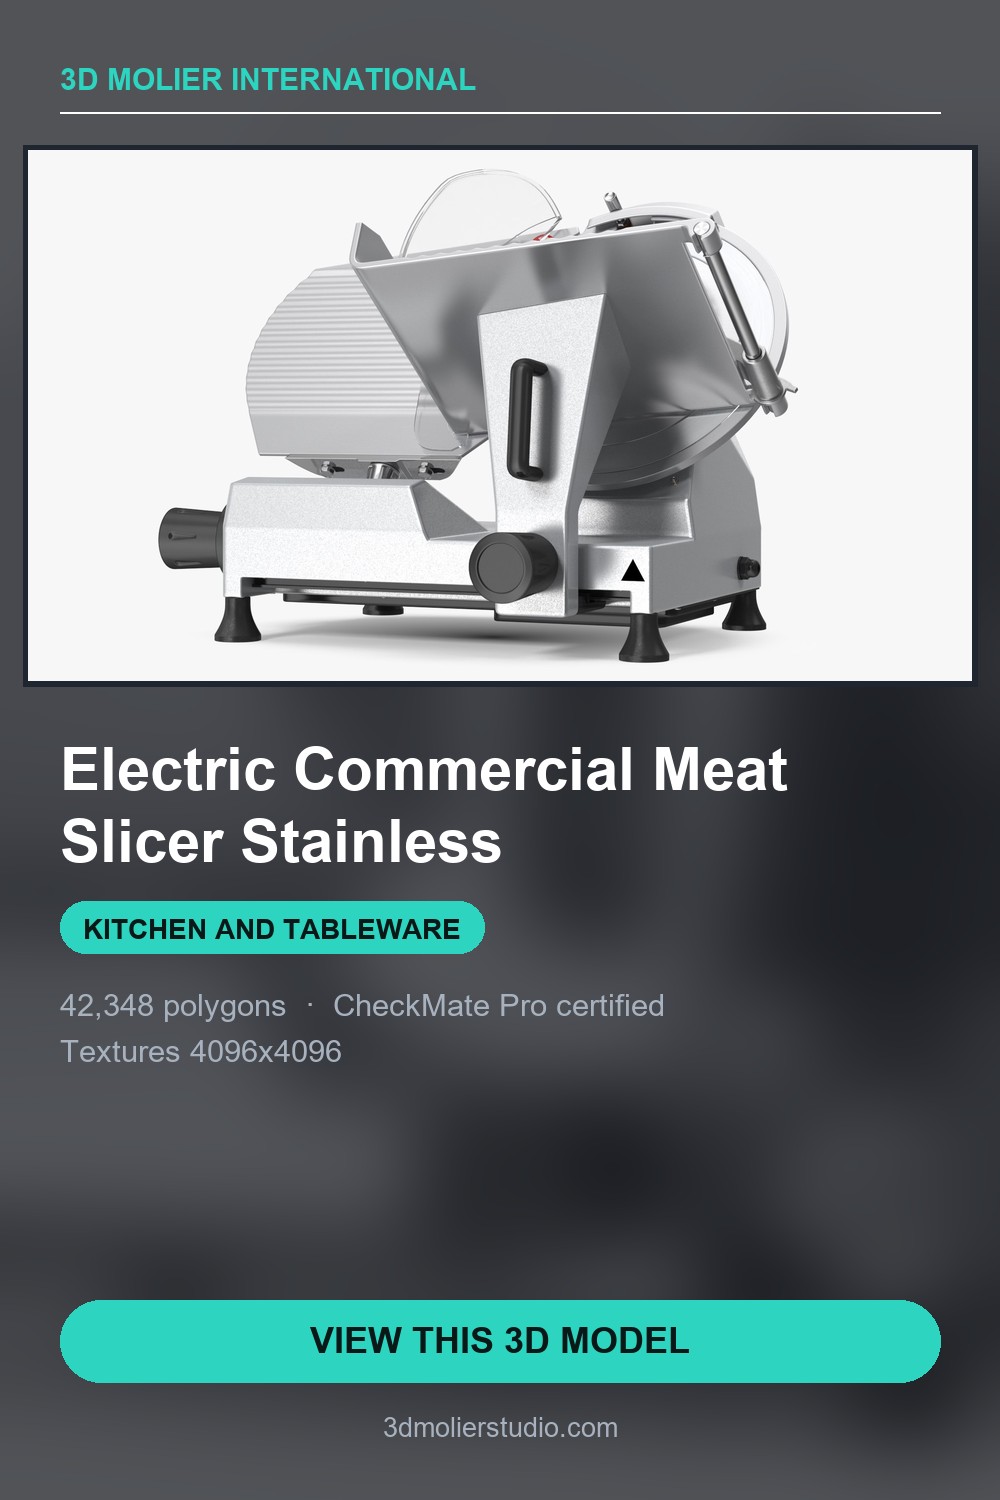 3D MOLIER INTERNATIONAL
Electric Commercial Meat
Slicer Stainless
KITCHEN AND TABLEWARE
42,348 polygons · CheckMate Pro certified
Textures 4096x4096
VIEW THIS 3D MODEL
3dmolierstudio.com